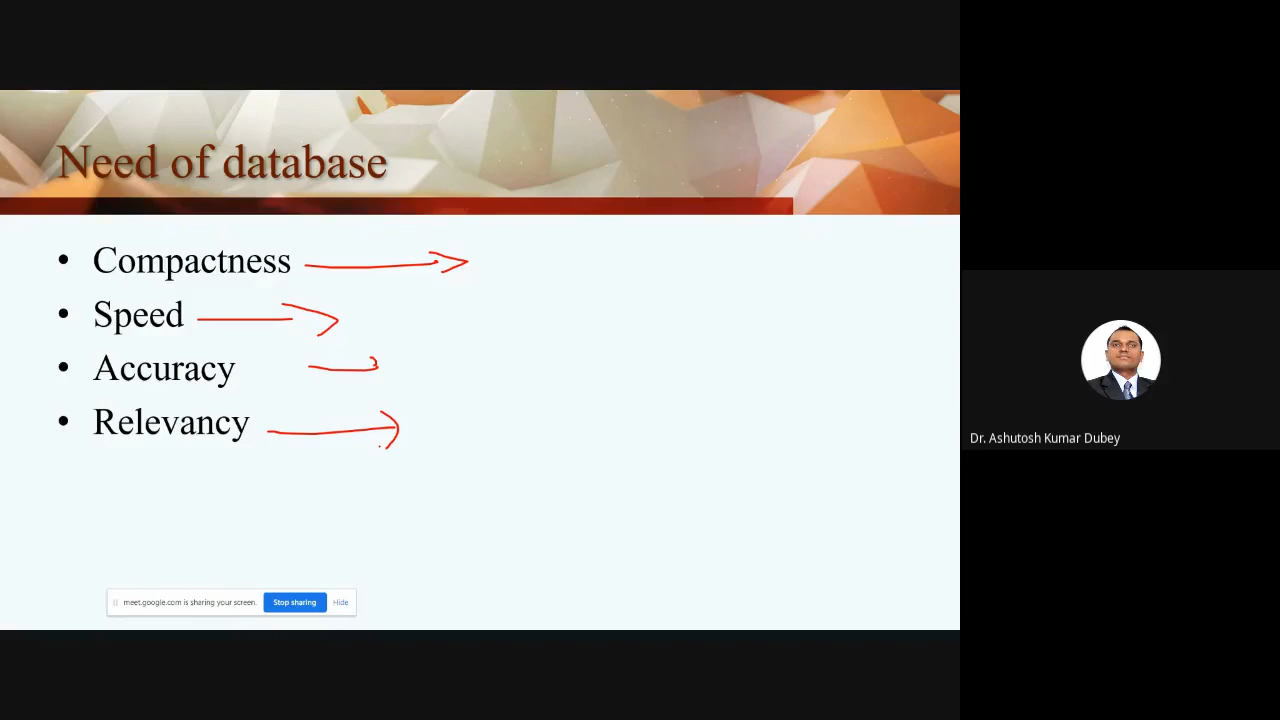 Need of database
• Compactness
• Speed
• Accuracy
• Relevancy
meet.google.com is sharing your screen. Stop sharing Hide
Dr. Ashutosh Kumar Dubey